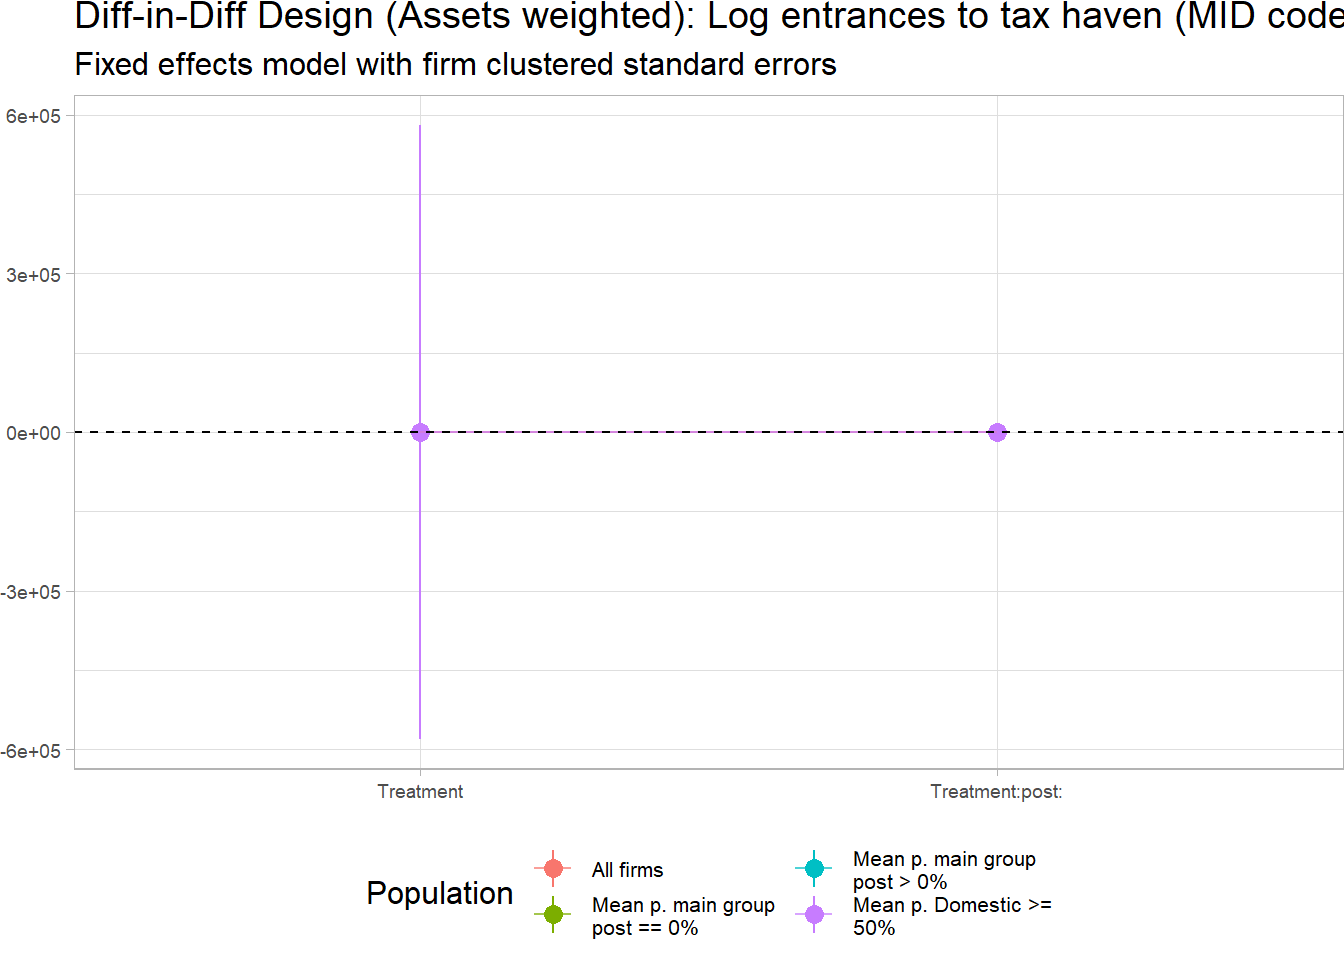 Diff-in-Diff Design (Assets weighted): Log entrances to tax haven (MID code
Fixed effects model with firm clustered standard errors
6e+05
3e+05
0e+00
-3e+05
-6e+05
Treatment
Treatment:post:
Population
All firms
Mean p. main group
post == 0%
Mean p. main group
post > 0%
Mean p. Domestic >=
50%